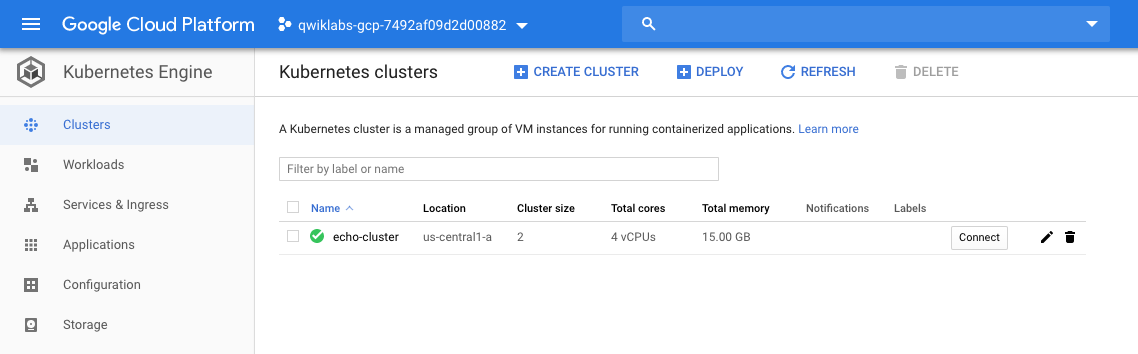 Google Cloud Platform qwiklabs-gcp-7492af09d2d00882
Kubernetes Engine
Clusters
Workloads
Services & Ingress
Applications
Configuration
Storage
Kubernetes clusters CREATE CLUSTER DEPLOY REFRESH DELETE
A Kubernetes cluster is a managed group of VM instances for running containerized applications. Learn more
Filter by label or name
Name Location Cluster size Total cores Total memory Notifications Labels
echo-cluster us-central1-a 2 4 vCPUs 15.00 GB Connect